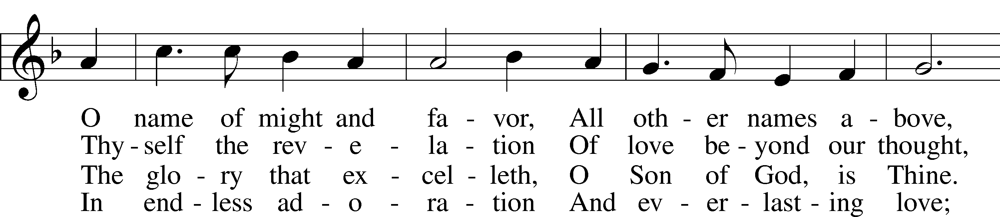 O name of might and fa - vor, All oth - er names a - bove,
Thy - self the rev - e - la - tion Of love be - yond our thought,
The glo - ry that ex - cel - leth, O Son of God, is Thine.
In end - less ad - o - ra - tion And ev - er - last - ing love;